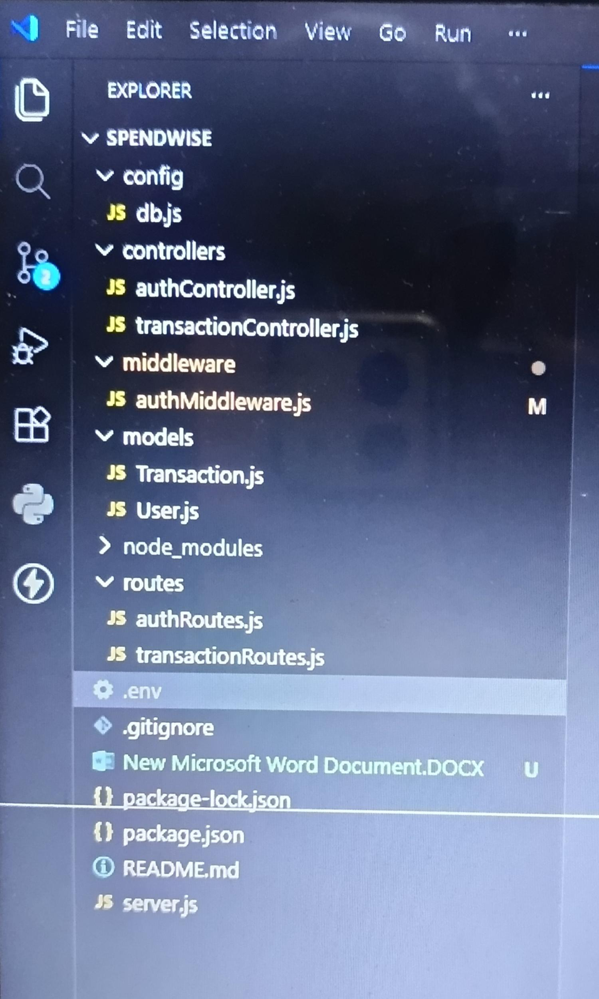 File Edit Selection View Go Run ...
EXPLORER ...
SPENDWISE
config
JS db.js
controllers
2
JS authController.js
JS transactionController.js
middleware
JS authMiddleware.js M
models
JS Transaction.js
JS User.js
node_modules
routes
JS authRoutes.js
JS transactionRoutes.js
.env
.gitignore
New Microsoft Word Document.DOCX U
{} package-lock.json
{} package.json
README.md
JS server.js